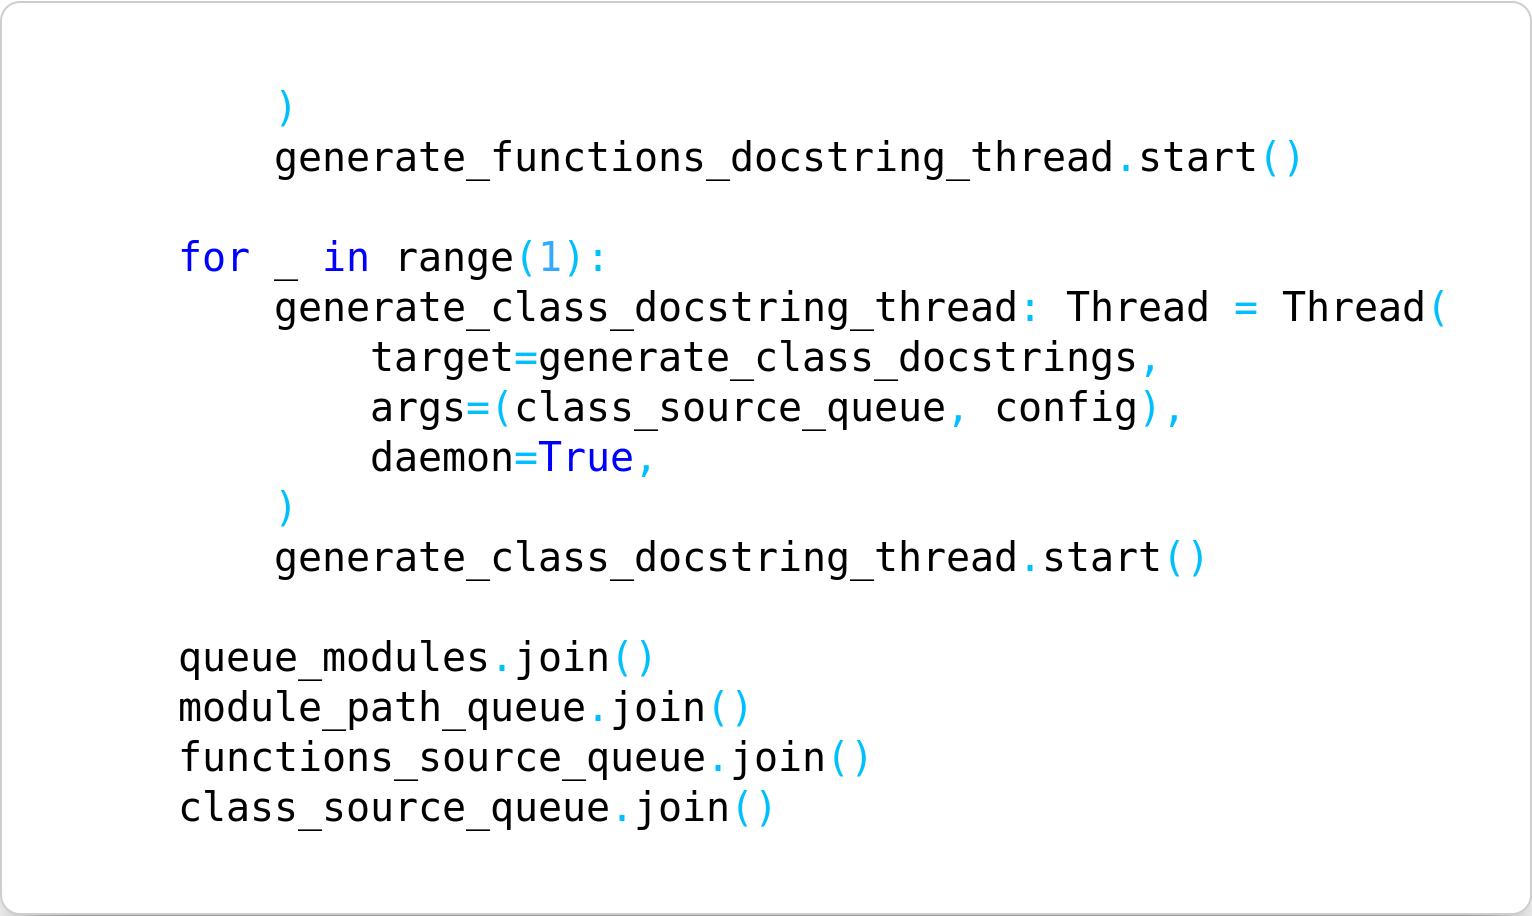 )
        generate_functions_docstring_thread.start()

    for _ in range(1):
        generate_class_docstring_thread: Thread = Thread(
            target=generate_class_docstrings,
            args=(class_source_queue, config),
            daemon=True,
        )
        generate_class_docstring_thread.start()

    queue_modules.join()
    module_path_queue.join()
    functions_source_queue.join()
    class_source_queue.join()